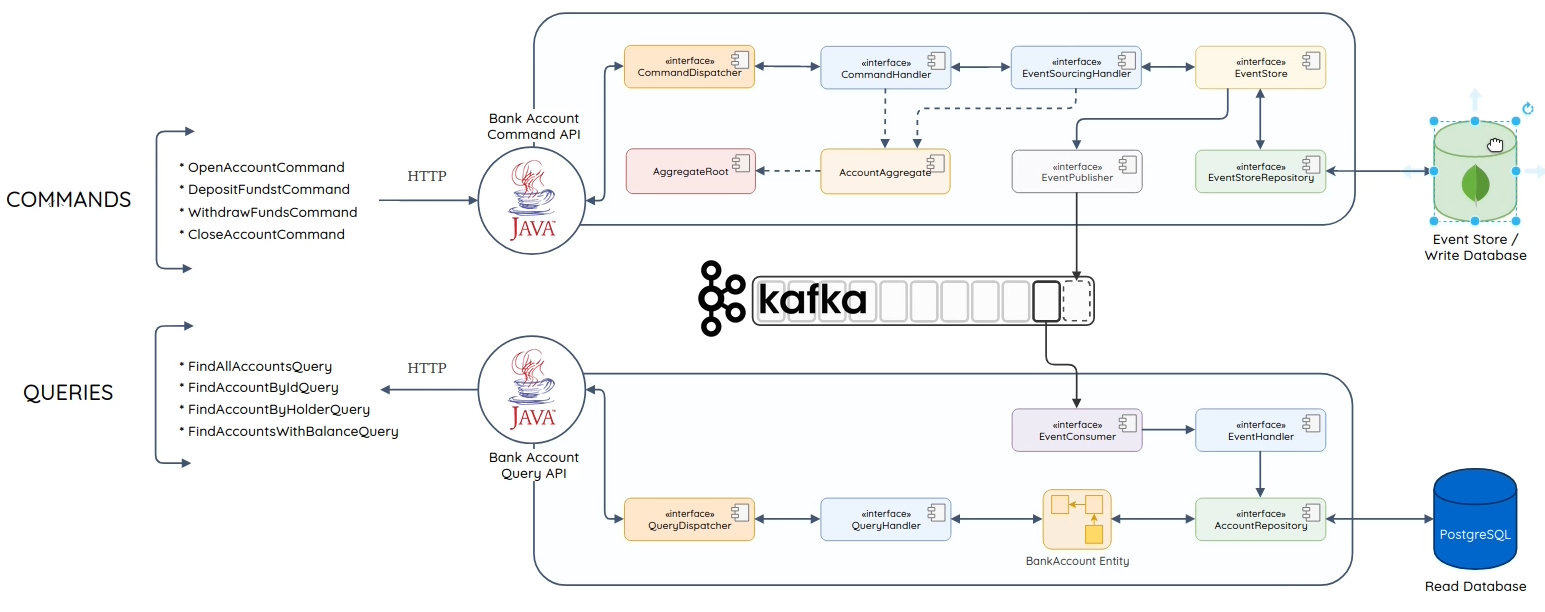 COMMANDS
* OpenAccountCommand
* DepositFundstCommand
* WithdrawFundsCommand
* CloseAccountCommand
HTTP
Bank Account
Command API
JAVA™
«interface»
CommandDispatcher
«interface»
CommandHandler
«interface»
EventSourcingHandler
«interface»
EventStore
AggregateRoot
AccountAggregate
«interface»
EventPublisher
«interface»
EventStoreRepository
Event Store /
Write Database
kafka
QUERIES
* FindAllAccountsQuery
* FindAccountByIdQuery
* FindAccountByHolderQuery
* FindAccountsWithBalanceQuery
HTTP
JAVA™
Bank Account
Query API
«interface»
EventConsumer
«interface»
EventHandler
«interface»
QueryDispatcher
«interface»
QueryHandler
BankAccount Entity
«interface»
AccountRepository
PostgreSQL
Read Database